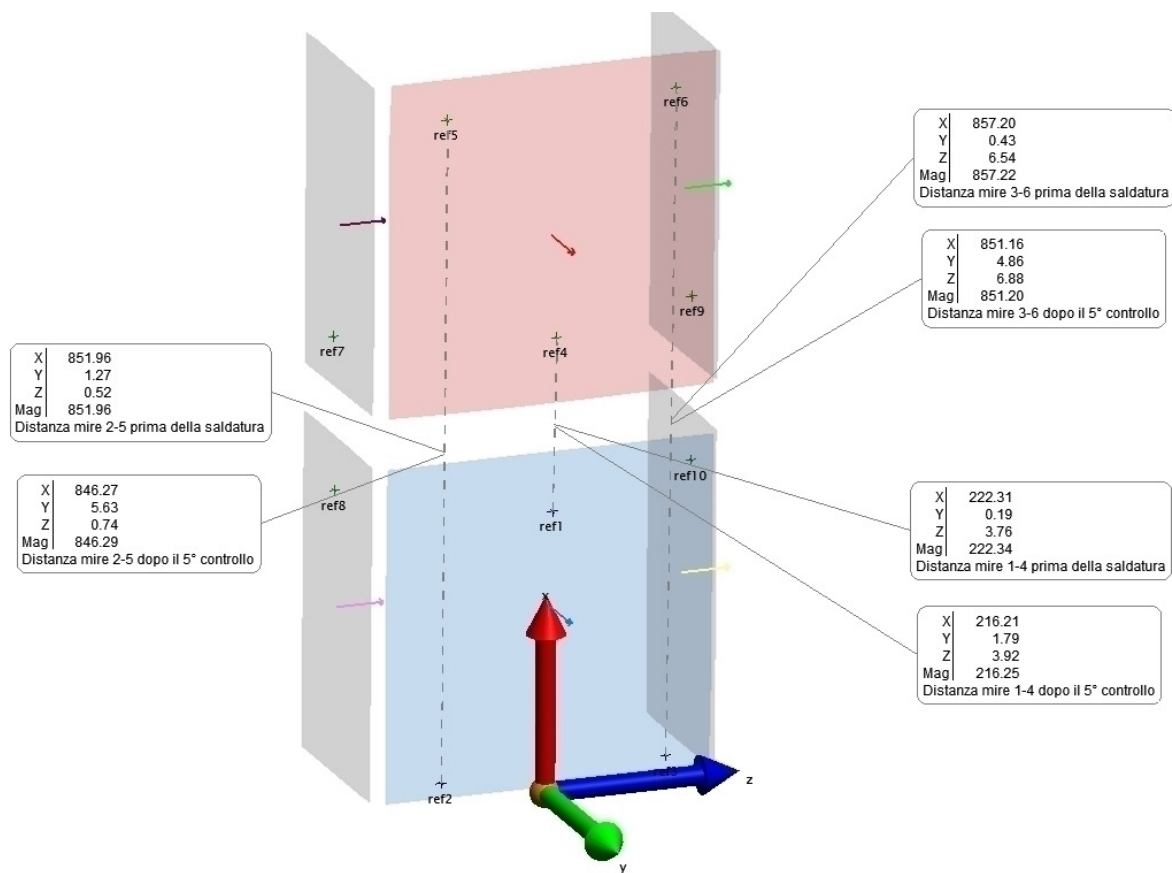 ref6
ref5
X 857.20
Y 0.43
Z 6.54
Mag 857.22
Distanza mire 3-6 prima della saldatura
X 851.16
Y 4.86
Z 6.88
Mag 851.20
Distanza mire 3-6 dopo il 5° controllo
ref9
ref7
ref4
X 851.96
Y 1.27
Z 0.52
Mag 851.96
Distanza mire 2-5 prima della saldatura
X 846.27
Y 5.63
Z 0.74
Mag 846.29
Distanza mire 2-5 dopo il 5° controllo
ref8
ref10
ref1
X 222.31
Y 0.19
Z 3.76
Mag 222.34
Distanza mire 1-4 prima della saldatura
X 216.21
Y 1.79
Z 3.92
Mag 216.25
Distanza mire 1-4 dopo il 5° controllo
x
ref3
ref2
z
y